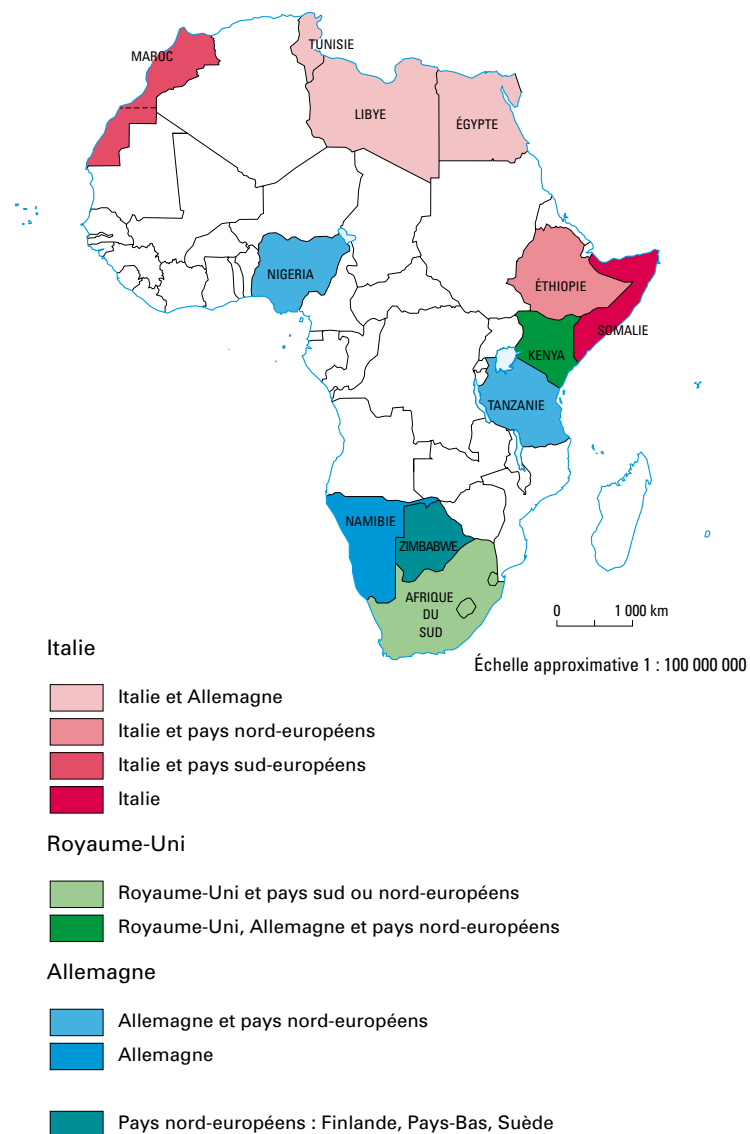 TUNISIE
MAROC
LIBYE
ÉGYPTE
NIGERIA
ÉTHIOPIE
SOMALIE
KENYA
TANZANIE
NAMIBIE
ZIMBABWE
AFRIQUE
DU
SUD
0 1 000 km
Échelle approximative 1 : 100 000 000
Italie
Italie et Allemagne
Italie et pays nord-européens
Italie et pays sud-européens
Italie
Royaume-Uni
Royaume-Uni et pays sud ou nord-européens
Royaume-Uni, Allemagne et pays nord-européens
Allemagne
Allemagne et pays nord-européens
Allemagne
Pays nord-européens : Finlande, Pays-Bas, Suède